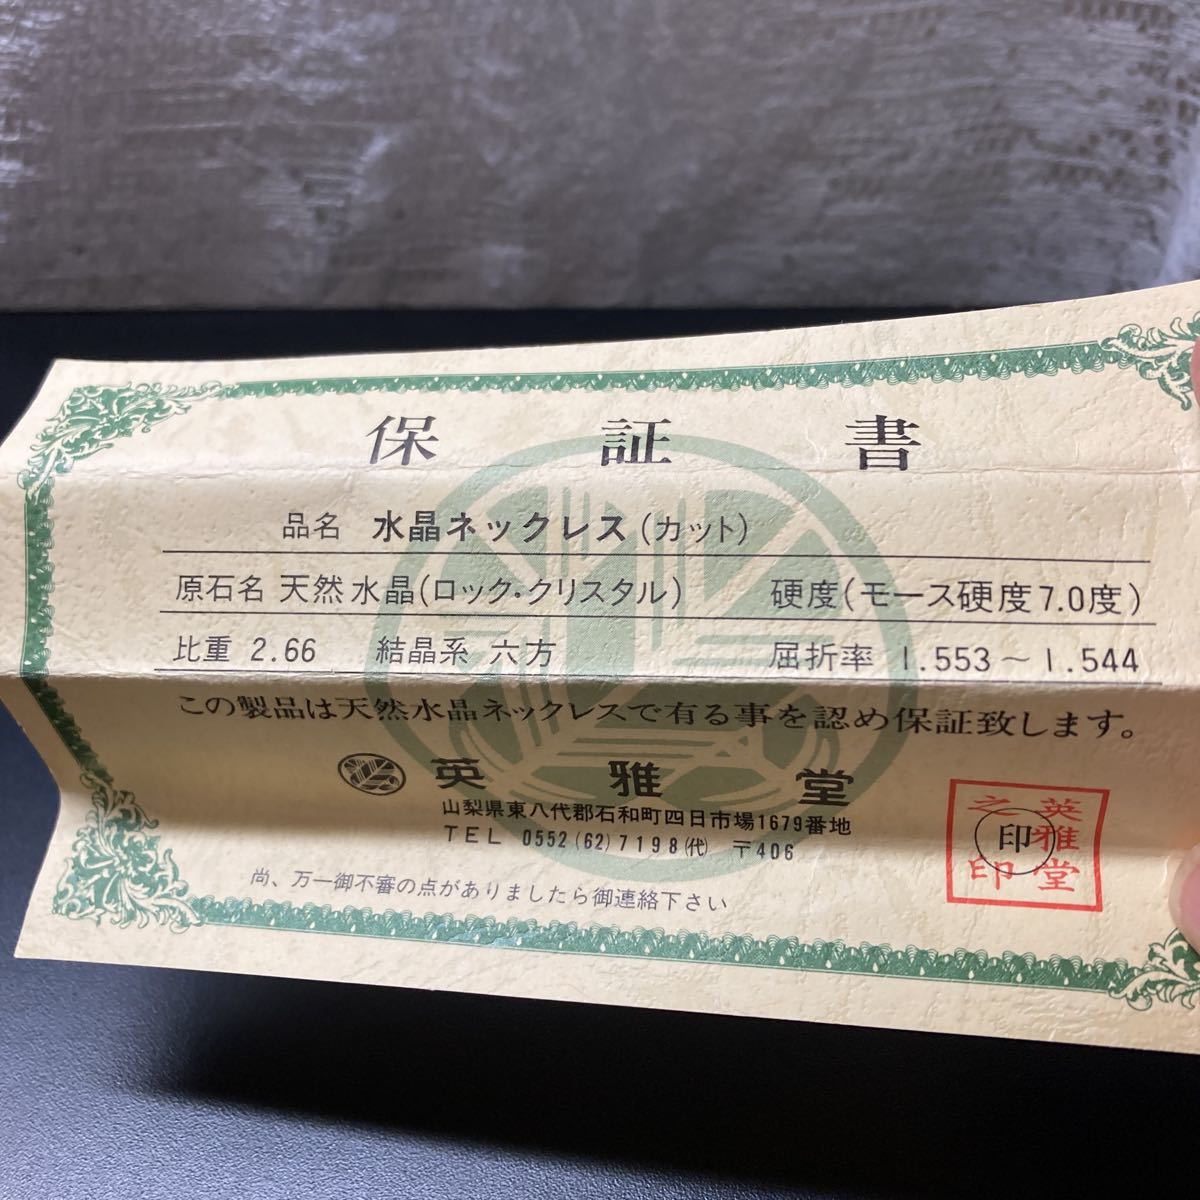 保証書
品名 水晶ネックレス(カット)
原石名 天然水晶(ロック・クリスタル) 硬度(モース硬度7.0度)
比重 2.66 結晶系 六方 屈折率 1.553～1.544
この製品は天然水晶ネックレスで有る事を認め保証致します。
英雅堂
山梨県東八代郡石和町四日市場1679番地
TEL 0552(62)7198(代) 〒406
尚、万一御不審の点がありましたら御連絡下さい
英雅堂
之印
印